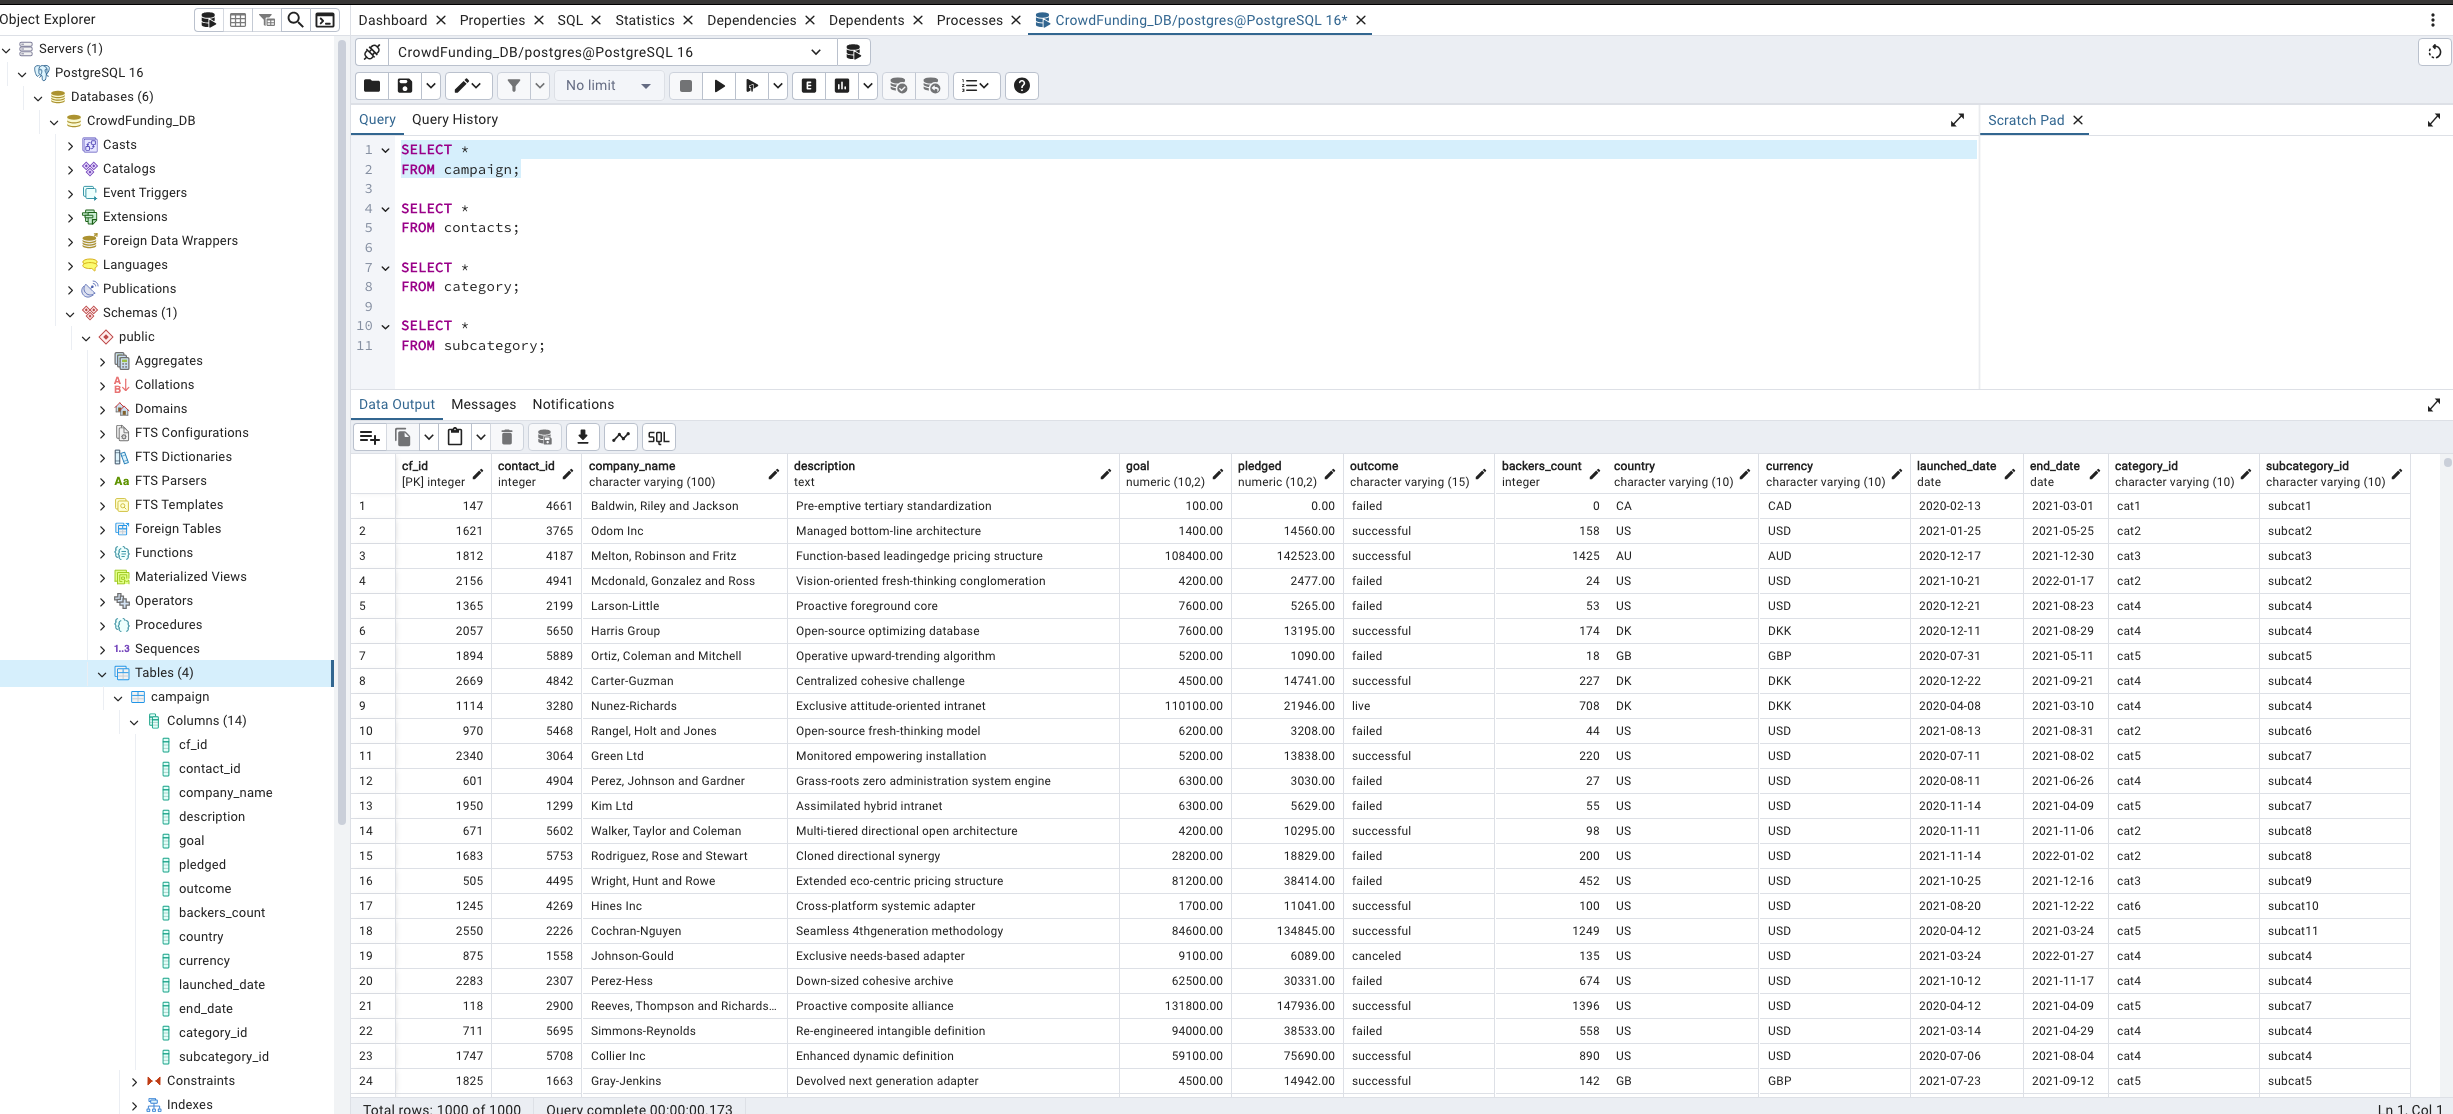 Object Explorer
Dashboard Properties SQL Statistics Dependencies Dependents Processes CrowdFunding_DB/postgres@PostgreSQL 16*
Servers (1)
PostgreSQL 16
Databases (6)
CrowdFunding_DB
Casts
Catalogs
Event Triggers
Extensions
Foreign Data Wrappers
Languages
Publications
Schemas (1)
public
Aggregates
Collations
Domains
FTS Configurations
FTS Dictionaries
Aa FTS Parsers
FTS Templates
Foreign Tables
Functions
Materialized Views
Operators
Procedures
1..3 Sequences
Tables (4)
campaign
Columns (14)
cf_id
contact_id
company_name
description
goal
pledged
outcome
backers_count
country
currency
launched_date
end_date
category_id
subcategory_id
Constraints
Indexes
CrowdFunding_DB/postgres@PostgreSQL 16
No limit E
Query Query History
Scratch Pad
1 SELECT *
2 FROM campaign;
3
4 SELECT *
5 FROM contacts;
6
7 SELECT *
8 FROM category;
9
10 SELECT *
11 FROM subcategory;
Data Output Messages Notifications
SQL
cf_id contact_id company_name description goal pledged outcome backers_count country currency launched_date end_date category_id subcategory_id
[PK] integer integer character varying (100) text numeric (10,2) numeric (10,2) character varying (15) integer character varying (10) character varying (10) date date character varying (10) character varying (10)
1 147 4661 Baldwin, Riley and Jackson Pre-emptive tertiary standardization 100.00 0.00 failed 0 CA CAD 2020-02-13 2021-03-01 cat1 subcat1
2 1621 3765 Odom Inc Managed bottom-line architecture 1400.00 14560.00 successful 158 US USD 2021-01-25 2021-05-25 cat2 subcat2
3 1812 4187 Melton, Robinson and Fritz Function-based leadingedge pricing structure 108400.00 142523.00 successful 1425 AU AUD 2020-12-17 2021-12-30 cat3 subcat3
4 2156 4941 Mcdonald, Gonzalez and Ross Vision-oriented fresh-thinking conglomeration 4200.00 2477.00 failed 24 US USD 2021-10-21 2022-01-17 cat2 subcat2
5 1365 2199 Larson-Little Proactive foreground core 7600.00 5265.00 failed 53 US USD 2020-12-21 2021-08-23 cat4 subcat4
6 2057 5650 Harris Group Open-source optimizing database 7600.00 13195.00 successful 174 DK DKK 2020-12-11 2021-08-29 cat4 subcat4
7 1894 5889 Ortiz, Coleman and Mitchell Operative upward-trending algorithm 5200.00 1090.00 failed 18 GB GBP 2020-07-31 2021-05-11 cat5 subcat5
8 2669 4842 Carter-Guzman Centralized cohesive challenge 4500.00 14741.00 successful 227 DK DKK 2020-12-22 2021-09-21 cat4 subcat4
9 1114 3280 Nunez-Richards Exclusive attitude-oriented intranet 110100.00 21946.00 live 708 DK DKK 2020-04-08 2021-03-10 cat4 subcat4
10 970 5468 Rangel, Holt and Jones Open-source fresh-thinking model 6200.00 3208.00 failed 44 US USD 2021-08-13 2021-08-31 cat2 subcat6
11 2340 3064 Green Ltd Monitored empowering installation 5200.00 13838.00 successful 220 US USD 2020-07-11 2021-08-02 cat5 subcat7
12 601 4904 Perez, Johnson and Gardner Grass-roots zero administration system engine 6300.00 3030.00 failed 27 US USD 2020-08-11 2021-06-26 cat4 subcat4
13 1950 1299 Kim Ltd Assimilated hybrid intranet 6300.00 5629.00 failed 55 US USD 2020-11-14 2021-04-09 cat5 subcat7
14 671 5602 Walker, Taylor and Coleman Multi-tiered directional open architecture 4200.00 10295.00 successful 98 US USD 2020-11-11 2021-11-06 cat2 subcat8
15 1683 5753 Rodriguez, Rose and Stewart Cloned directional synergy 28200.00 18829.00 failed 200 US USD 2021-11-14 2022-01-02 cat2 subcat8
16 505 4495 Wright, Hunt and Rowe Extended eco-centric pricing structure 81200.00 38414.00 failed 452 US USD 2021-10-25 2021-12-16 cat3 subcat9
17 1245 4269 Hines Inc Cross-platform systemic adapter 1700.00 11041.00 successful 100 US USD 2021-08-20 2021-12-22 cat6 subcat10
18 2550 2226 Cochran-Nguyen Seamless 4thgeneration methodology 84600.00 134845.00 successful 1249 US USD 2020-04-12 2021-03-24 cat5 subcat11
19 875 1558 Johnson-Gould Exclusive needs-based adapter 9100.00 6089.00 canceled 135 US USD 2021-03-24 2022-01-27 cat4 subcat4
20 2283 2307 Perez-Hess Down-sized cohesive archive 62500.00 30331.00 failed 674 US USD 2021-10-12 2021-11-17 cat4 subcat4
21 118 2900 Reeves, Thompson and Richards... Proactive composite alliance 131800.00 147936.00 successful 1396 US USD 2020-04-12 2021-04-09 cat5 subcat7
22 711 5695 Simmons-Reynolds Re-engineered intangible definition 94000.00 38533.00 failed 558 US USD 2021-03-14 2021-04-29 cat4 subcat4
23 1747 5708 Collier Inc Enhanced dynamic definition 59100.00 75690.00 successful 890 US USD 2020-07-06 2021-08-04 cat4 subcat4
24 1825 1663 Gray-Jenkins Devolved next generation adapter 4500.00 14942.00 successful 142 GB GBP 2021-07-23 2021-09-12 cat5 subcat5
Total rows: 1000 of 1000 Query complete 00:00:00.173 Ln 1, Col 1